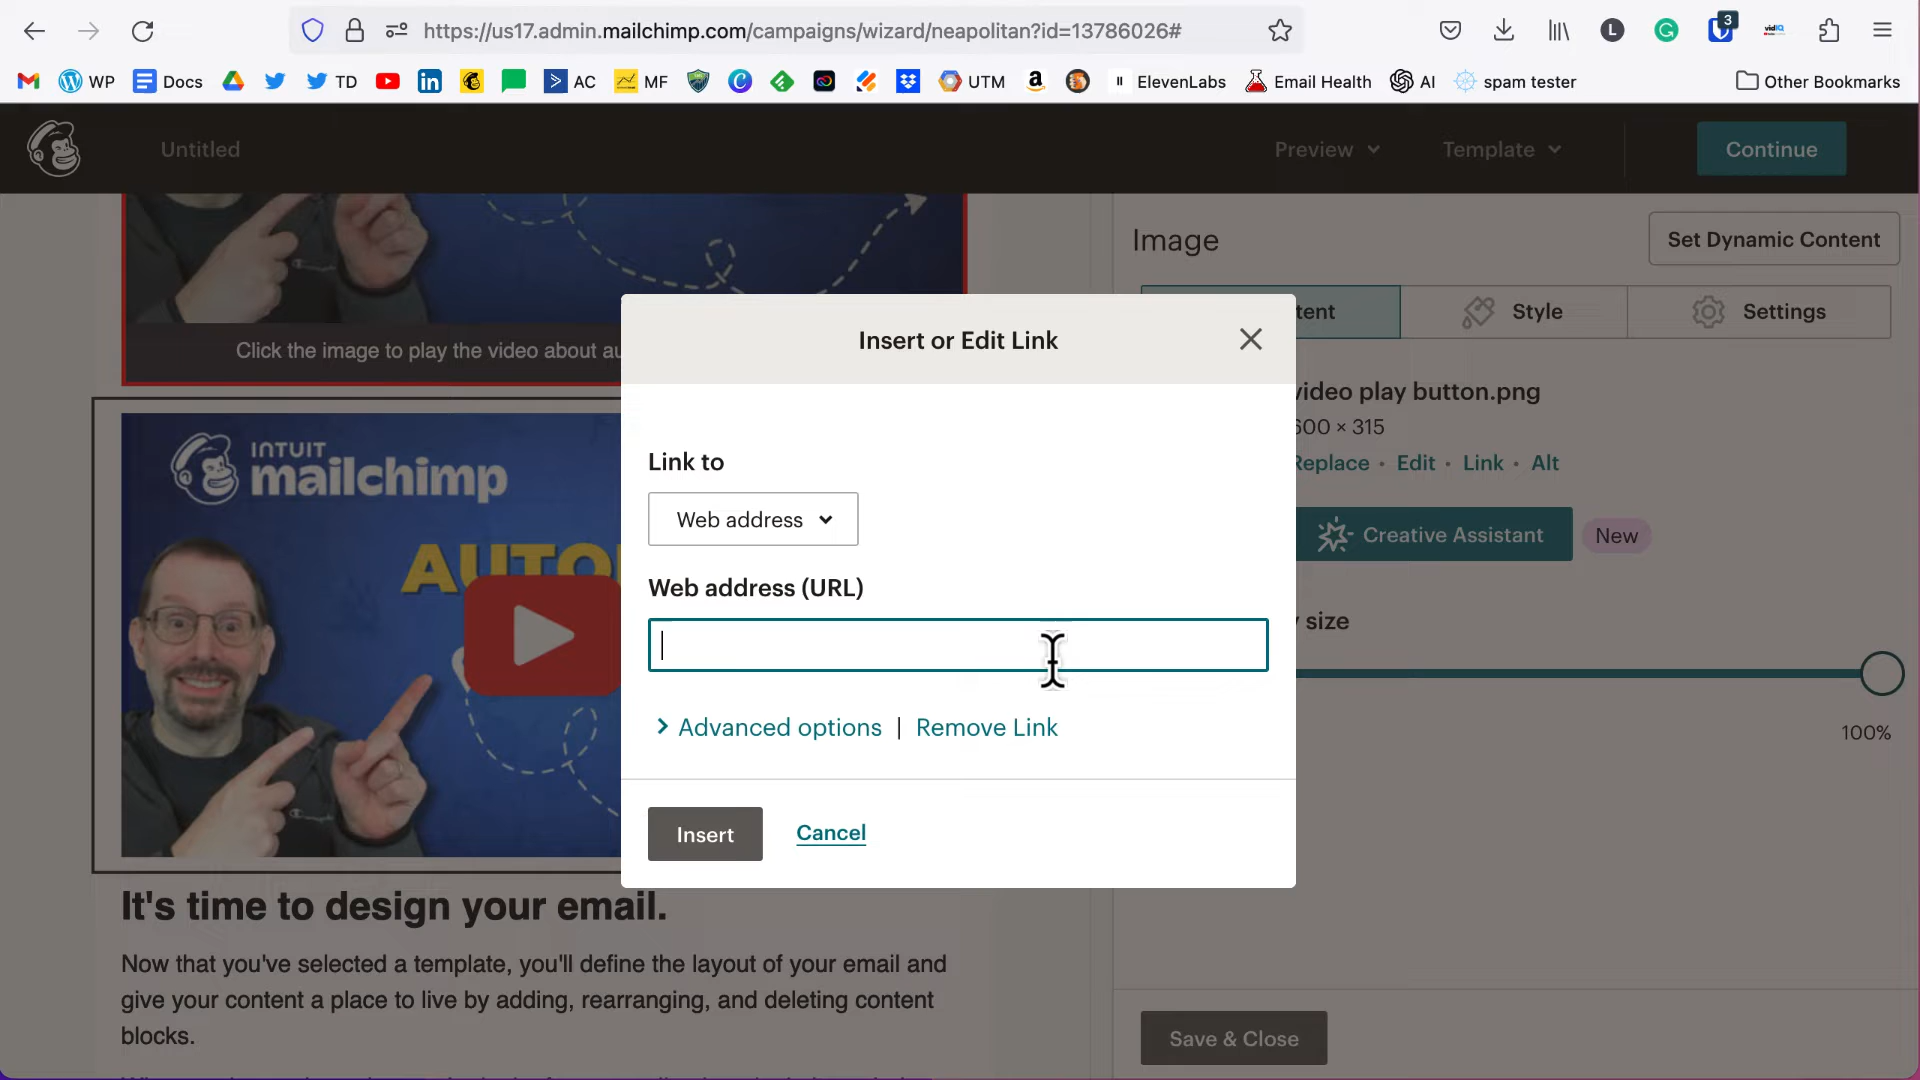 https://us17.admin.mailchimp.com/campaigns/wizard/neapolitan?id=13786026#
L
3
vidIQ
WP
Docs
TD
AC
MF
UTM
ElevenLabs
Email Health
AI
spam tester
Other Bookmarks
Untitled
Preview
Template
Continue
Click the image to play the video about au
INTUIT
mailchimp
AUTO
It's time to design your email.
Now that you've selected a template, you'll define the layout of your email and
give your content a place to live by adding, rearranging, and deleting content
blocks.
Insert or Edit Link
Link to
Web address
Web address (URL)
Advanced options | Remove Link
Insert
Cancel
Image
Set Dynamic Content
tent
Style
Settings
video play button.png
600 × 315
Replace · Edit · Link · Alt
Creative Assistant
New
y size
100%
Save & Close